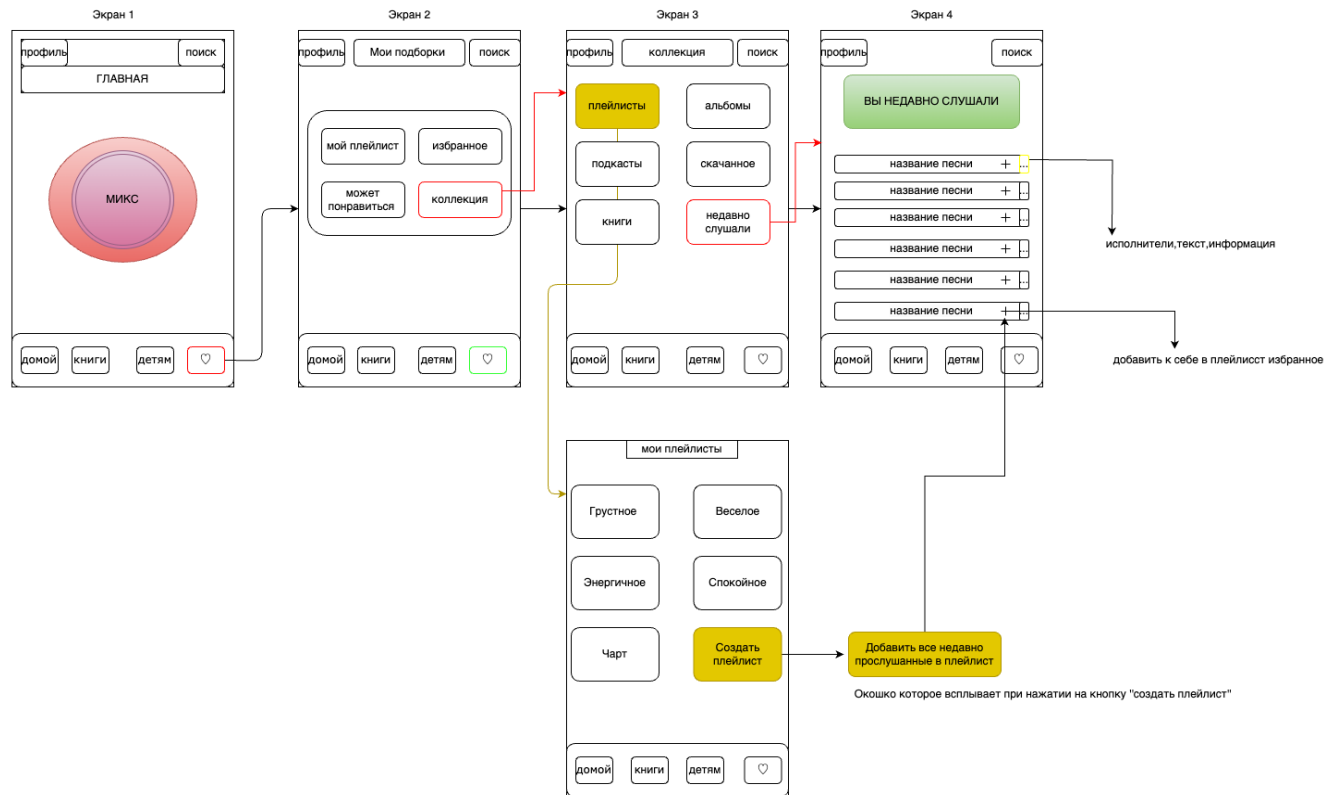 Экран 1
профиль
поиск
ГЛАВНАЯ
МИКС
домой
книги
детям
♡
Экран 2
профиль
Мои подборки
поиск
мой плейлист
избранное
может
понравиться
коллекция
домой
книги
детям
♡
Экран 3
профиль
коллекция
поиск
плейлисты
альбомы
подкасты
скачанное
книги
недавно
слушали
домой
книги
детям
♡
Экран 4
профиль
поиск
ВЫ НЕДАВНО СЛУШАЛИ
название песни + ...
название песни + ...
название песни + ...
название песни + ...
название песни + ...
название песни + ...
домой
книги
детям
♡
исполнители,текст,информация
добавить к себе в плейлисст избранное
мои плейлисты
Грустное
Веселое
Энергичное
Спокойное
Чарт
Создать
плейлист
домой
книги
детям
♡
Добавить все недавно
прослушанные в плейлист
Окошко которое всплывает при нажатии на кнопку "создать плейлист"